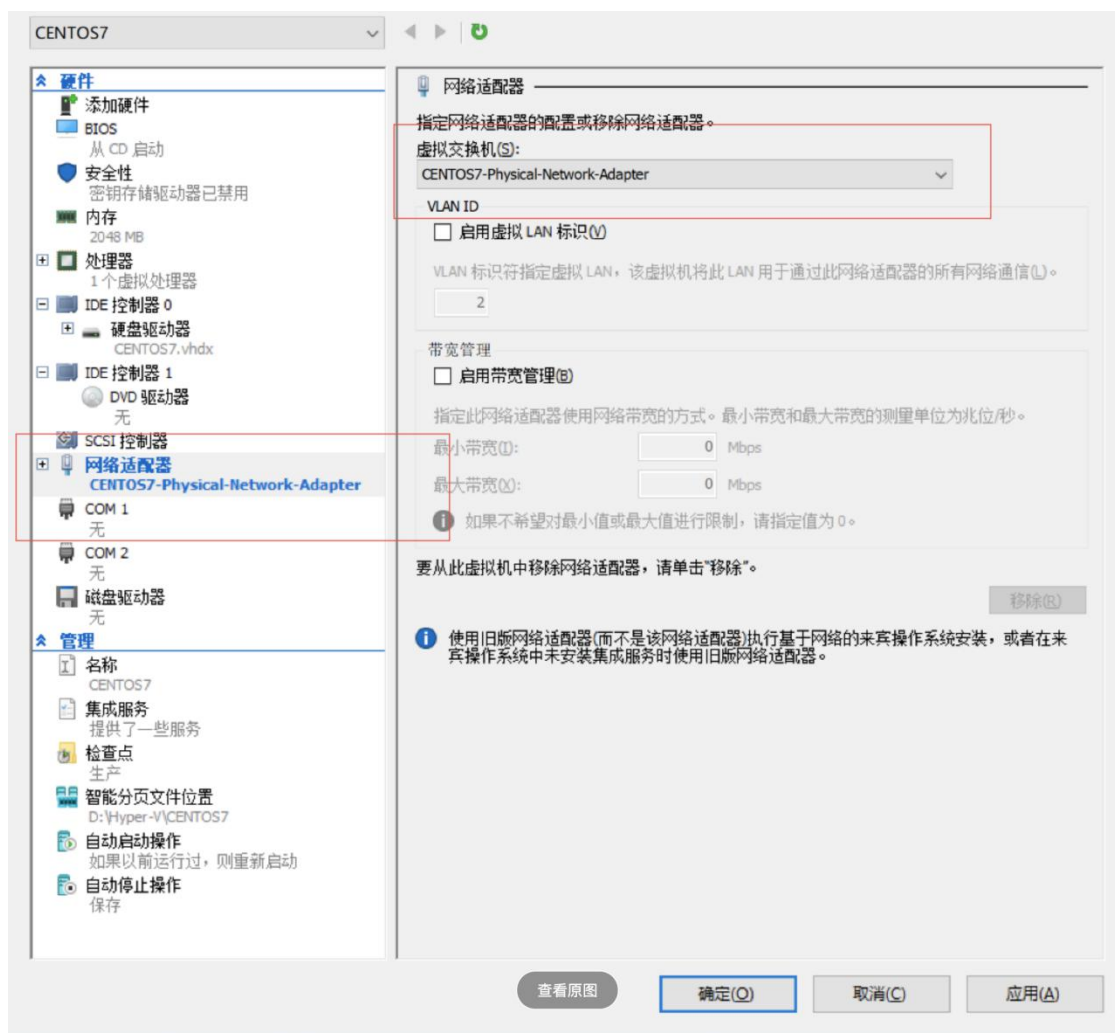 CENTOS7
硬件
添加硬件
BIOS
从 CD 启动
安全性
密钥存储驱动器已禁用
内存
2048 MB
处理器
1 个虚拟处理器
IDE 控制器 0
硬盘驱动器
CENTOS7.vhdx
IDE 控制器 1
DVD 驱动器
无
SCSI 控制器
网络适配器
CENTOS7-Physical-Network-Adapter
COM 1
无
COM 2
无
磁盘驱动器
无
管理
名称
CENTOS7
集成服务
提供了一些服务
检查点
生产
智能分页文件位置
D:\Hyper-V\CENTOS7
自动启动操作
如果以前运行过，则重新启动
自动停止操作
保存
网络适配器
指定网络适配器的配置或移除网络适配器。
虚拟交换机(S):
CENTOS7-Physical-Network-Adapter
VLAN ID
启用虚拟 LAN 标识(V)
VLAN 标识符指定虚拟 LAN，该虚拟机将此 LAN 用于通过此网络适配器的所有网络通信(L)。
2
带宽管理
启用带宽管理(B)
指定此网络适配器使用网络带宽的方式。最小带宽和最大带宽的测量单位为兆位/秒。
最小带宽(I): 0 Mbps
最大带宽(X): 0 Mbps
如果不希望对最小值或最大值进行限制，请指定值为 0。
要从此虚拟机中移除网络适配器，请单击"移除"。
移除(R)
使用旧版网络适配器(而不是该网络适配器)执行基于网络的来宾操作系统安装，或者在来
宾操作系统中未安装集成服务时使用旧版网络适配器。
查看原图
确定(O)
取消(C)
应用(A)